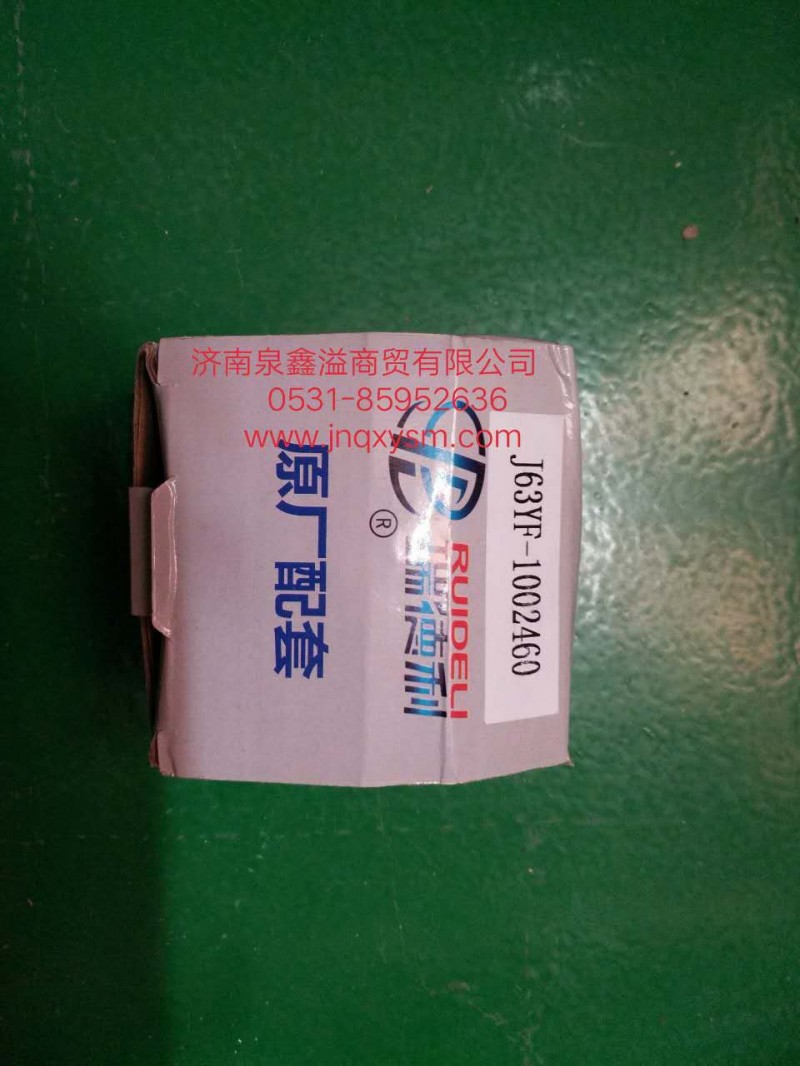 济南泉鑫溢商贸有限公司
0531-85952636
www.jnqxysm.com
J63YF-1002460
RUIDELI
瑞德利
®
原厂配套